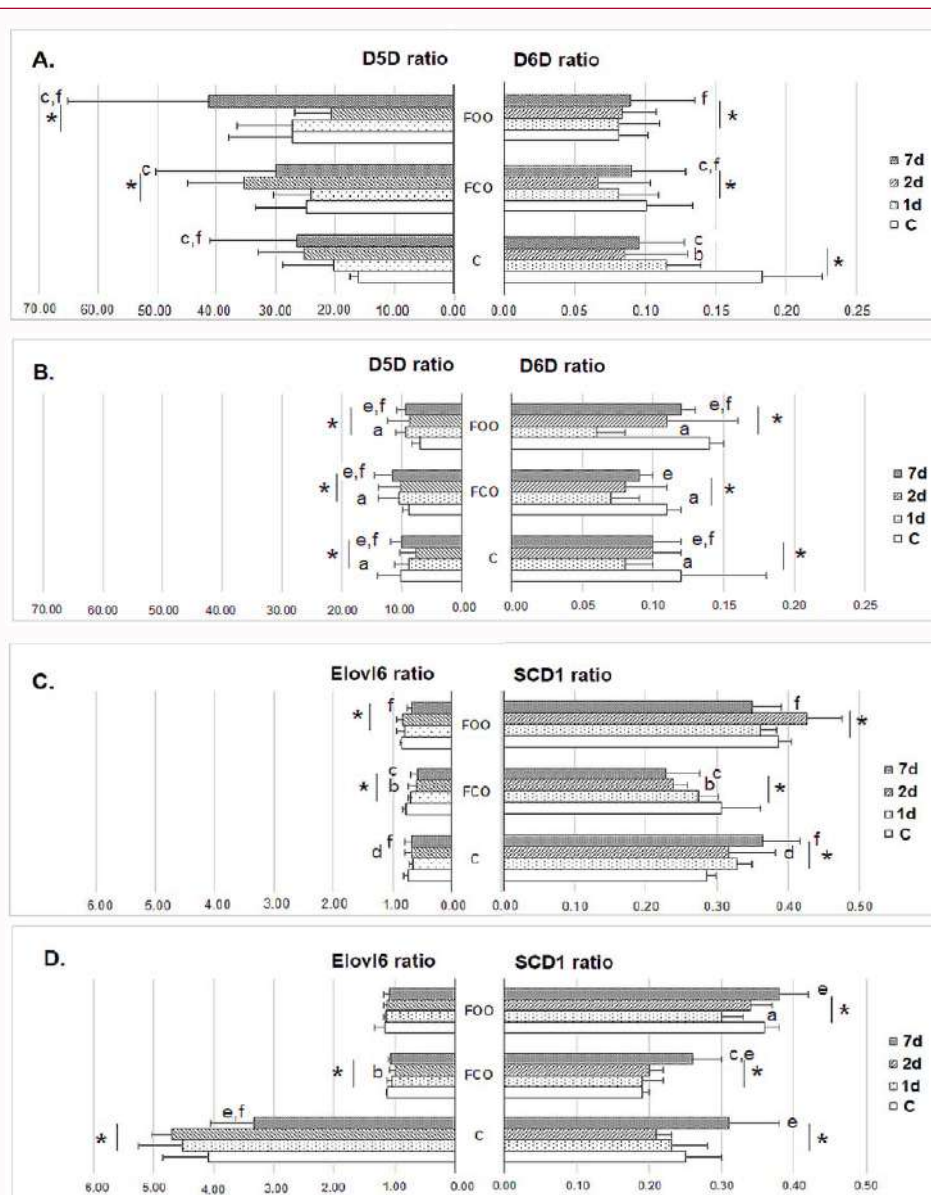 A.
D5D ratio D6D ratio
c,f f
* FOO *
c c,f
* FCO *
c,f C c
b *
7d
2d
1d
C
70.00 60.00 50.00 40.00 30.00 20.00 10.00 0.00 0.00 0.05 0.10 0.15 0.20 0.25
B.
D5D ratio D6D ratio
e,f e,f
* FOO *
a a
e,f e
* FCO *
a a
e,f e,f
* C *
a a
7d
2d
1d
C
70.00 60.00 50.00 40.00 30.00 20.00 10.00 0.00 0.00 0.05 0.10 0.15 0.20 0.25
C.
Elovl6 ratio SCD1 ratio
f f
* FOO *
c c
* b FCO b *
f f
d C d *
7d
2d
1d
C
6.00 5.00 4.00 3.00 2.00 1.00 0.00 0.00 0.10 0.20 0.30 0.40 0.50
D.
Elovl6 ratio SCD1 ratio
e
FOO a *
c,e
* b FCO *
e,f e
* C *
7d
2d
1d
C
6.00 5.00 4.00 3.00 2.00 1.00 0.00 0.00 0.10 0.20 0.30 0.40 0.50